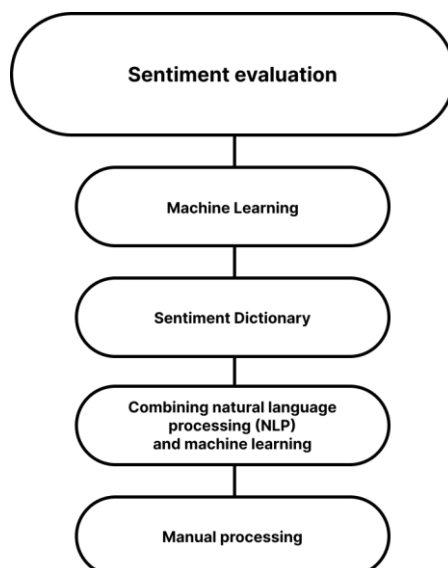 Sentiment evaluation
Machine Learning
Sentiment Dictionary
Combining natural language
processing (NLP)
and machine learning
Manual processing